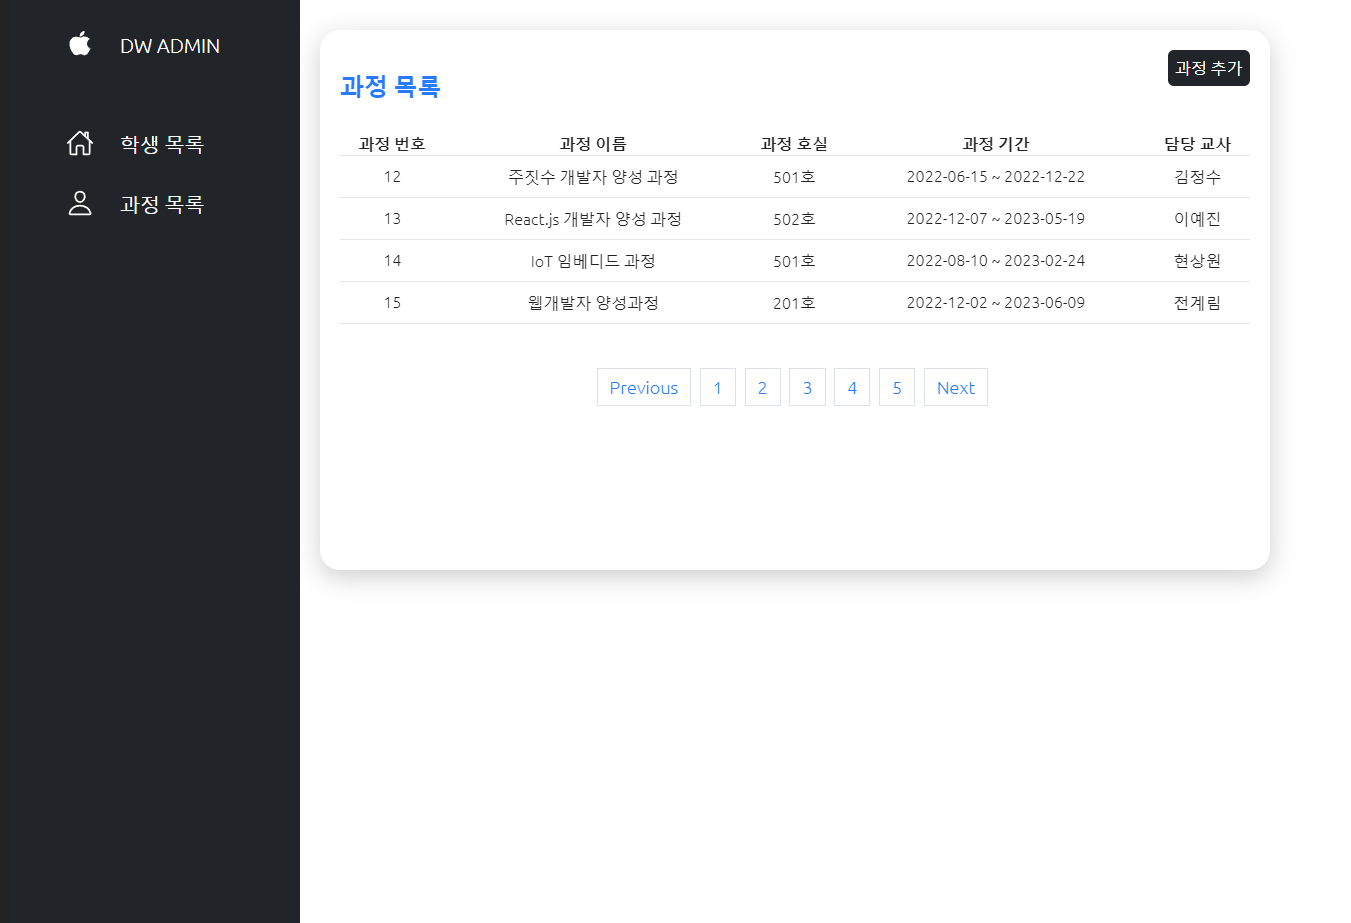 DW ADMIN
학생 목록
과정 목록
과정 추가
과정 목록
과정 번호 과정 이름 과정 호실 과정 기간 담당 교사
12 주짓수 개발자 양성 과정 501호 2022-06-15 ~ 2022-12-22 김정수
13 React.js 개발자 양성 과정 502호 2022-12-07 ~ 2023-05-19 이예진
14 IoT 임베디드 과정 501호 2022-08-10 ~ 2023-02-24 현상원
15 웹개발자 양성과정 201호 2022-12-02 ~ 2023-06-09 전계림
Previous 1 2 3 4 5 Next